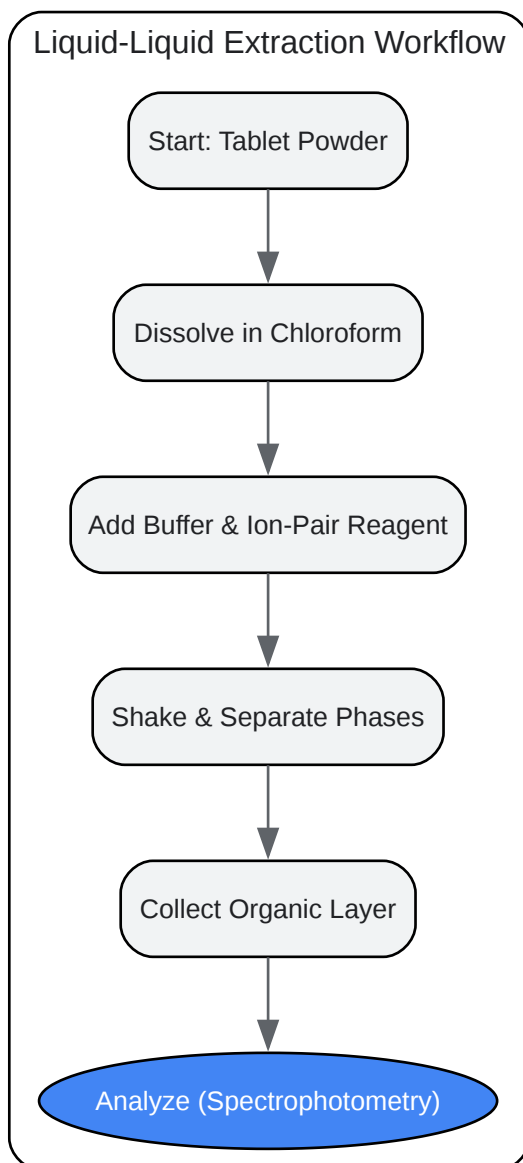 Liquid-Liquid Extraction Workflow
Start: Tablet Powder
Dissolve in Chloroform
Add Buffer & Ion-Pair Reagent
Shake & Separate Phases
Collect Organic Layer
Analyze (Spectrophotometry)